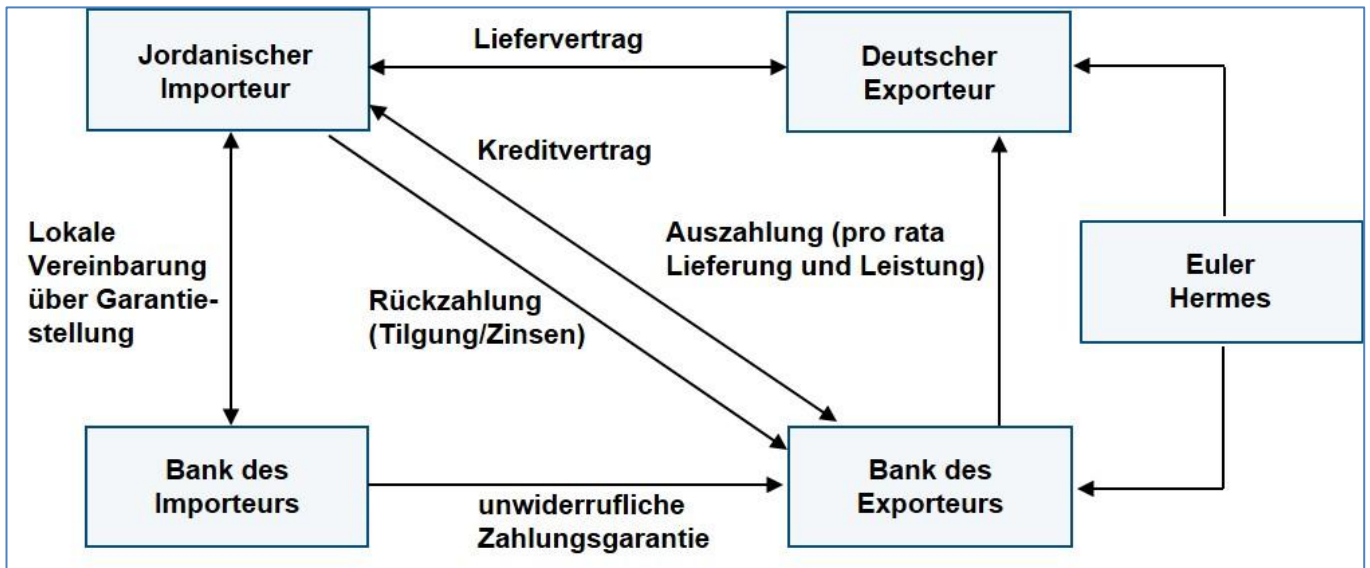 Jordanischer
Importeur
Liefervertrag
Deutscher
Exporteur
Kreditvertrag
Lokale
Vereinbarung
über Garantie-
stellung
Auszahlung (pro rata
Lieferung und Leistung)
Euler
Hermes
Rückzahlung
(Tilgung/Zinsen)
Bank des
Importeurs
unwiderrufliche
Zahlungsgarantie
Bank des
Exporteurs